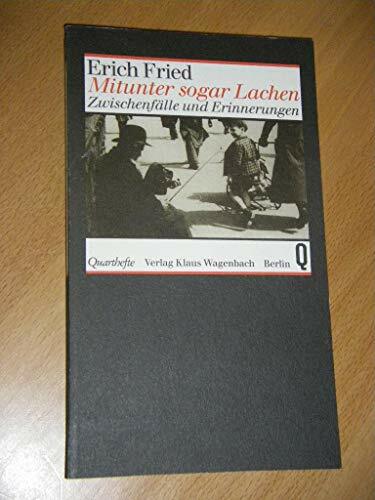 Erich Fried
Mitunter sogar Lachen
Zwischenfälle und Erinnerungen
Quarthefte Verlag Klaus Wagenbach Berlin Q